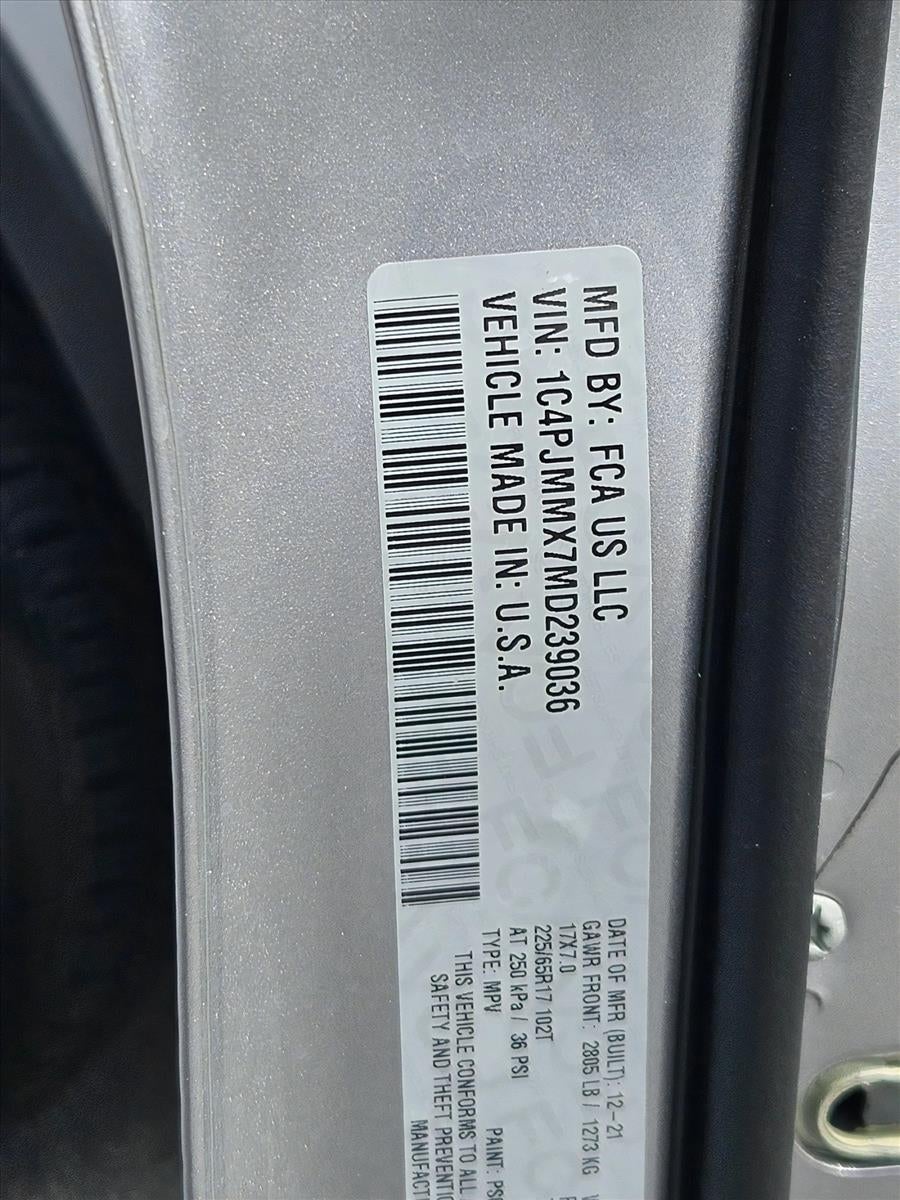 MFD BY: FCA US LLC
VIN: 1C4PJMMX7MD239036
VEHICLE MADE IN: U.S.A.
DATE OF MFR (BUILT): 12-21
GAWR FRONT: 2805 LB / 1273 KG
17X7.0
225/65R17 102T
AT 250 kPa / 36 PSI
TYPE: MPV PAINT:
THIS VEHICLE CONFORMS TO ALL
SAFETY AND THEFT